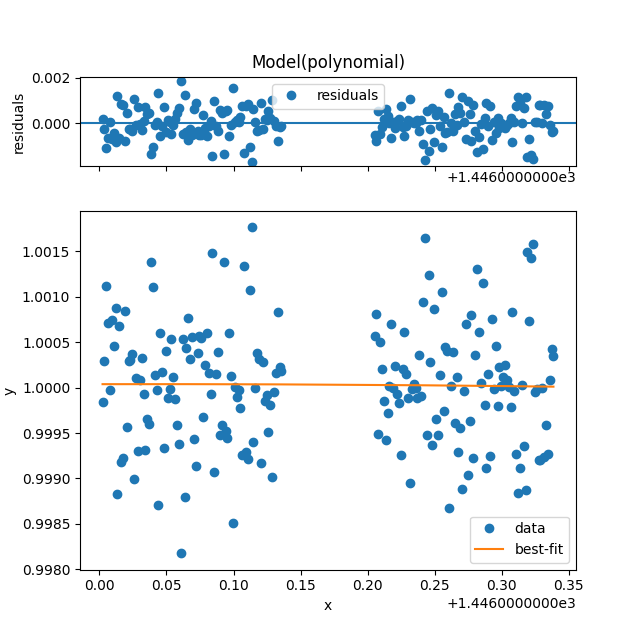 Model(polynomial)
0.002
0.000
residuals
residuals
+1.4460000000e3
1.0015
1.0010
1.0005
1.0000
0.9995
0.9990
0.9985
0.9980
y
data
best-fit
0.00 0.05 0.10 0.15 0.20 0.25 0.30 0.35
x
+1.4460000000e3